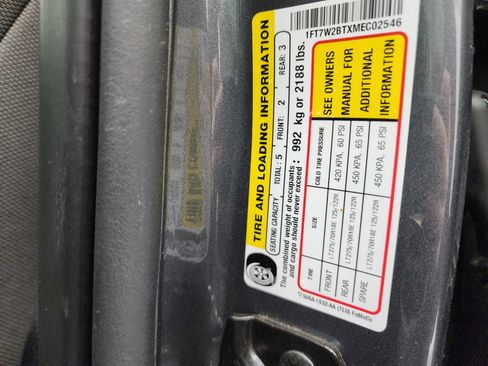 1FT7W2BTXMEC02546
TIRE AND LOADING INFORMATION
SEATING CAPACITY TOTAL: 5 FRONT: 2 REAR: 3
The combined weight of occupants and cargo should never exceed: 992 kg or 2188 lbs.
TIRE SIZE COLD TIRE PRESSURE
FRONT LT275/70R18E 125/122R 420 KPA, 60 PSI
REAR LT275/70R18E 125/122R 450 KPA, 65 PSI
SPARE LT275/70R18E 125/122R 450 KPA, 65 PSI
SEE OWNERS
MANUAL FOR
ADDITIONAL
INFORMATION
FoMoCo